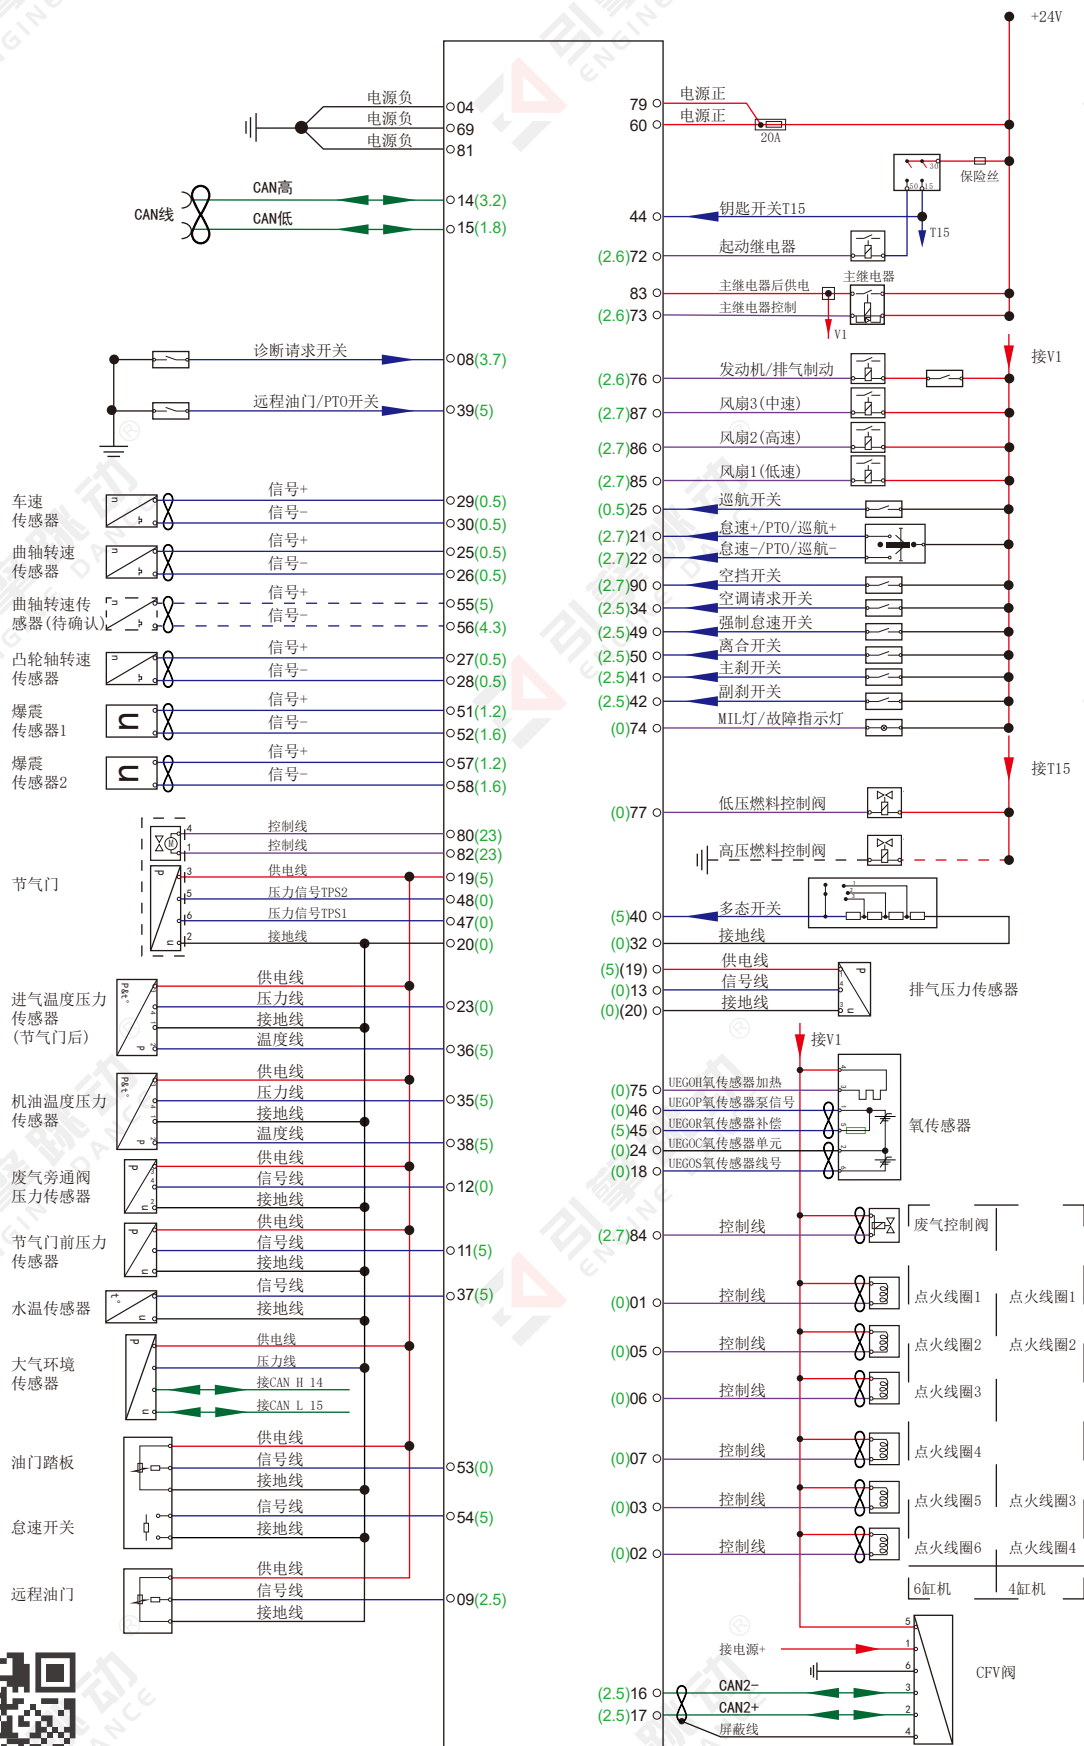 +24V
电源负 04
电源负 69
电源负 81
CAN线
CAN高 14(3.2)
CAN低 15(1.8)
诊断请求开关 08(3.7)
远程油门/PTO开关 39(5)
车速
传感器
信号+ 29(0.5)
信号- 30(0.5)
曲轴转速
传感器
信号+ 25(0.5)
信号- 26(0.5)
曲轴转速传
感器(待确认)
信号+ 55(5)
信号- 56(4.3)
凸轮轴转速
传感器
信号+ 27(0.5)
信号- 28(0.5)
爆震
传感器1
信号+ 51(1.2)
信号- 52(1.6)
爆震
传感器2
信号+ 57(1.2)
信号- 58(1.6)
节气门
4 控制线 80(23)
1 控制线 82(23)
3 供电线 19(5)
5 压力信号TPS2 48(0)
6 压力信号TPS1 47(0)
2 接地线 20(0)
进气温度压力
传感器
(节气门后)
供电线
压力线 23(0)
接地线
温度线 36(5)
机油温度压力
传感器
供电线
压力线 35(5)
接地线
温度线 38(5)
废气旁通阀
压力传感器
供电线
信号线 12(0)
接地线
节气门前压力
传感器
供电线
信号线 11(5)
接地线
水温传感器
信号线 37(5)
接地线
大气环境
传感器
供电线
压力线
接CAN H 14
接CAN L 15
油门踏板
供电线
信号线 53(0)
接地线
怠速开关
信号线 54(5)
接地线
远程油门
供电线
信号线 09(2.5)
接地线
79 电源正
60 电源正
20A
30
50 15
保险丝
44 钥匙开关T15
T15
(2.6)72 起动继电器
主继电器
83 主继电器后供电
(2.6)73 主继电器控制
V1
接V1
(2.6)76 发动机/排气制动
(2.7)87 风扇3(中速)
(2.7)86 风扇2(高速)
(2.7)85 风扇1(低速)
(0.5)25 巡航开关
(2.7)21 怠速+/PTO/巡航+
(2.7)22 怠速-/PTO/巡航-
(2.7)90 空挡开关
(2.5)34 空调请求开关
(2.5)49 强制怠速开关
(2.5)50 离合开关
(2.5)41 主刹开关
(2.5)42 副刹开关
(0)74 MIL灯/故障指示灯
接T15
(0)77 低压燃料控制阀
高压燃料控制阀
(5)40 多态开关
(0)32 接地线
(5)(19) 供电线
(0)13 信号线
(0)(20) 接地线
排气压力传感器
接V1
(0)75 UEGOH氧传感器加热
(0)46 UEGOP氧传感器泵信号
(5)45 UEGOR氧传感器补偿
(0)24 UEGOC氧传感器单元
(0)18 UEGOS氧传感器线号
氧传感器
(2.7)84 控制线 废气控制阀
(0)01 控制线 点火线圈1 点火线圈1
(0)05 控制线 点火线圈2 点火线圈2
(0)06 控制线 点火线圈3
(0)07 控制线 点火线圈4
(0)03 控制线 点火线圈5 点火线圈3
(0)02 控制线 点火线圈6 点火线圈4
6缸机 4缸机
5
接电源+ 1
6
(2.5)16 CAN2- 3
(2.5)17 CAN2+ 2
屏蔽线 4
CFV阀
引擎跳动
ENGINE DANCE